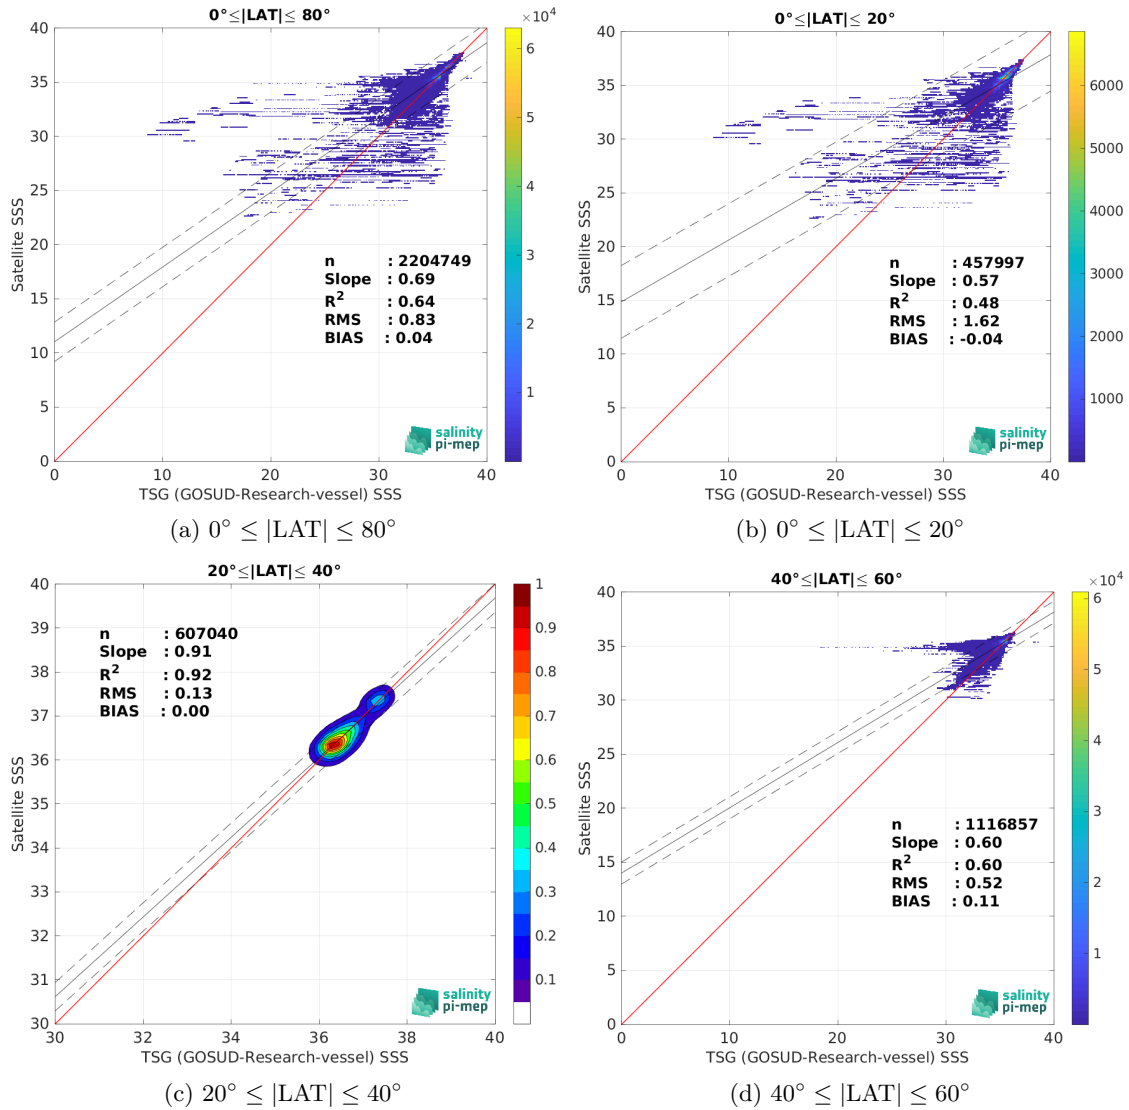 0°≤|LAT|≤ 80°
×10⁴
40
35
30
25
20
15
10
5
0
0
10
20
30
40
6
5
4
3
2
1
Satellite SSS
TSG (GOSUD-Research-vessel) SSS
n : 2204749
Slope : 0.69
R² : 0.64
RMS : 0.83
BIAS : 0.04
salinity
pi-mep
(a) 0° ≤ |LAT| ≤ 80°
0°≤|LAT|≤ 20°
40
35
30
25
20
15
10
5
0
0
10
20
30
40
6000
5000
4000
3000
2000
1000
Satellite SSS
TSG (GOSUD-Research-vessel) SSS
n : 457997
Slope : 0.57
R² : 0.48
RMS : 1.62
BIAS : -0.04
salinity
pi-mep
(b) 0° ≤ |LAT| ≤ 20°
20°≤|LAT|≤ 40°
40
39
38
37
36
35
34
33
32
31
30
30
32
34
36
38
40
1
0.9
0.8
0.7
0.6
0.5
0.4
0.3
0.2
0.1
Satellite SSS
TSG (GOSUD-Research-vessel) SSS
n : 607040
Slope : 0.91
R² : 0.92
RMS : 0.13
BIAS : 0.00
salinity
pi-mep
(c) 20° ≤ |LAT| ≤ 40°
40°≤|LAT|≤ 60°
×10⁴
40
35
30
25
20
15
10
5
0
0
10
20
30
40
6
5
4
3
2
1
Satellite SSS
TSG (GOSUD-Research-vessel) SSS
n : 1116857
Slope : 0.60
R² : 0.60
RMS : 0.52
BIAS : 0.11
salinity
pi-mep
(d) 40° ≤ |LAT| ≤ 60°